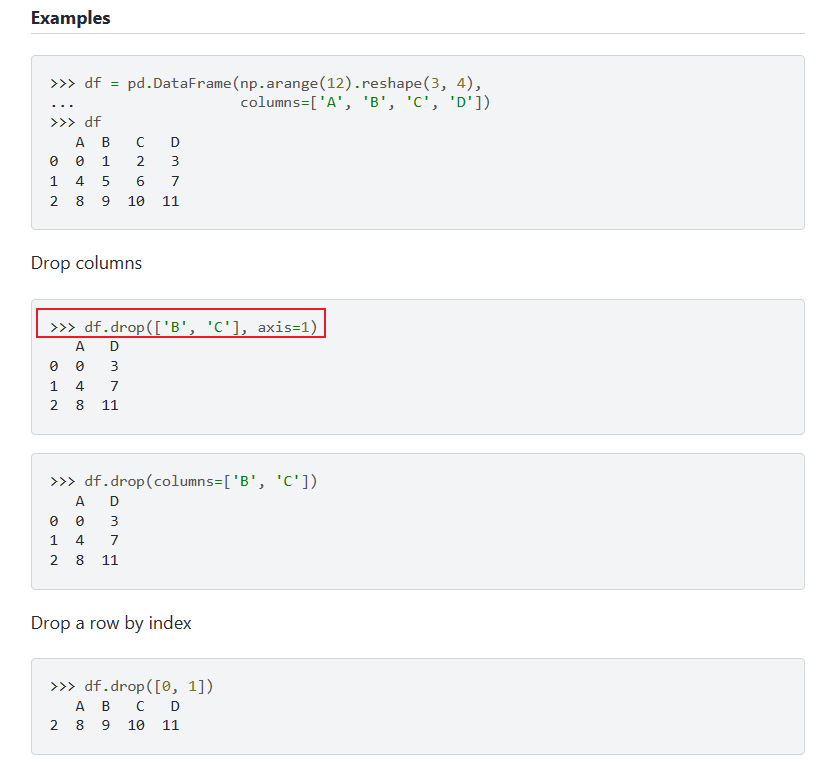 Examples
>>> df = pd.DataFrame(np.arange(12).reshape(3, 4),
...                   columns=['A', 'B', 'C', 'D'])
>>> df
   A  B   C   D
0  0  1   2   3
1  4  5   6   7
2  8  9  10  11
Drop columns
>>> df.drop(['B', 'C'], axis=1)
   A   D
0  0   3
1  4   7
2  8  11
>>> df.drop(columns=['B', 'C'])
   A   D
0  0   3
1  4   7
2  8  11
Drop a row by index
>>> df.drop([0, 1])
   A  B   C   D
2  8  9  10  11